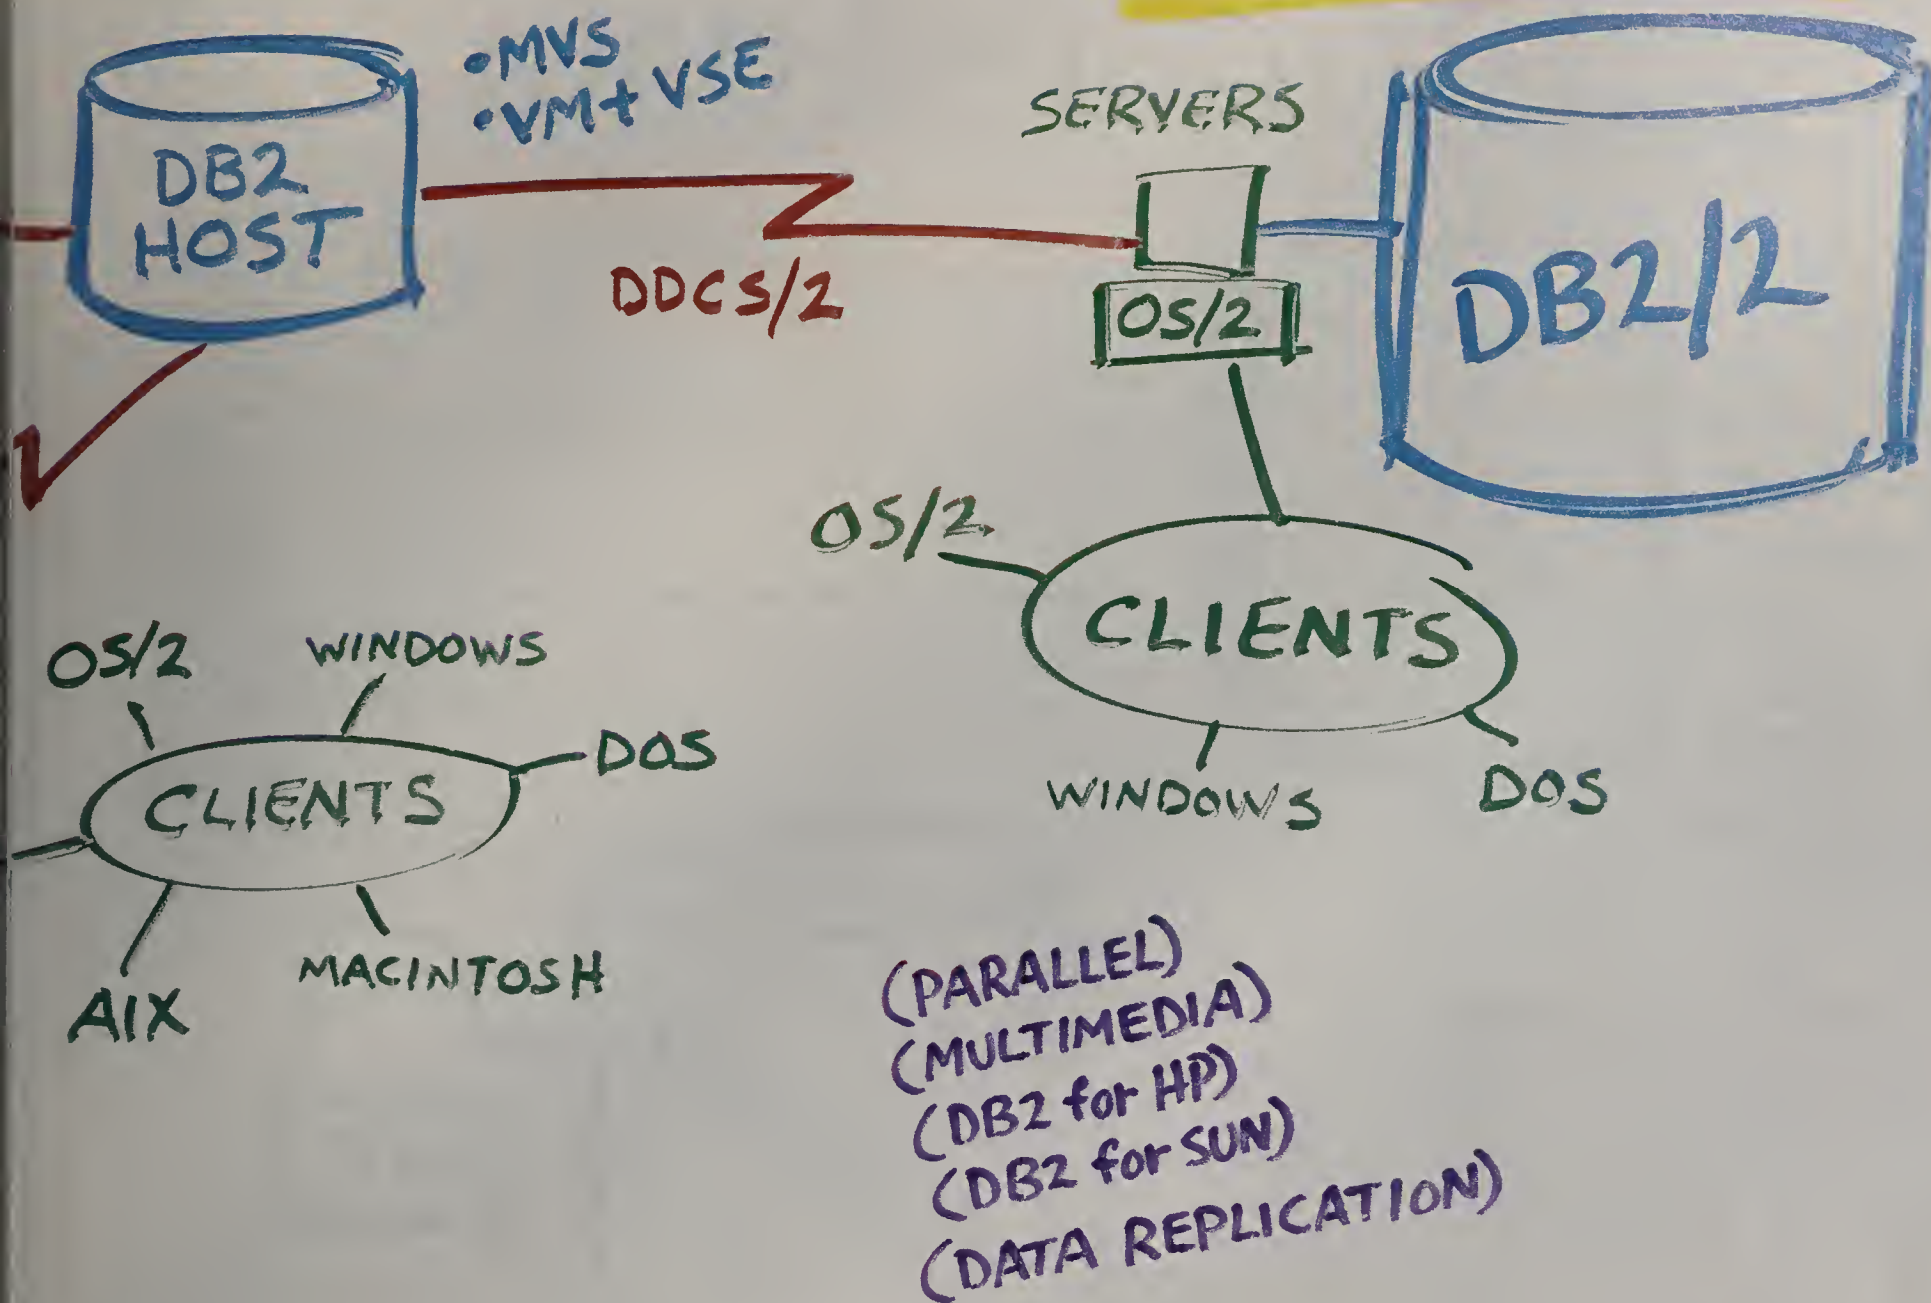 •MVS
•VM+VSE
DB2
HOST
DDCS/2
SERVERS
OS/2
DB2/2
OS/2
CLIENTS
WINDOWS
DOS
OS/2
WINDOWS
DOS
CLIENTS
AIX
MACINTOSH
(PARALLEL)
(MULTIMEDIA)
(DB2 for HP)
(DB2 for SUN)
(DATA REPLICATION)